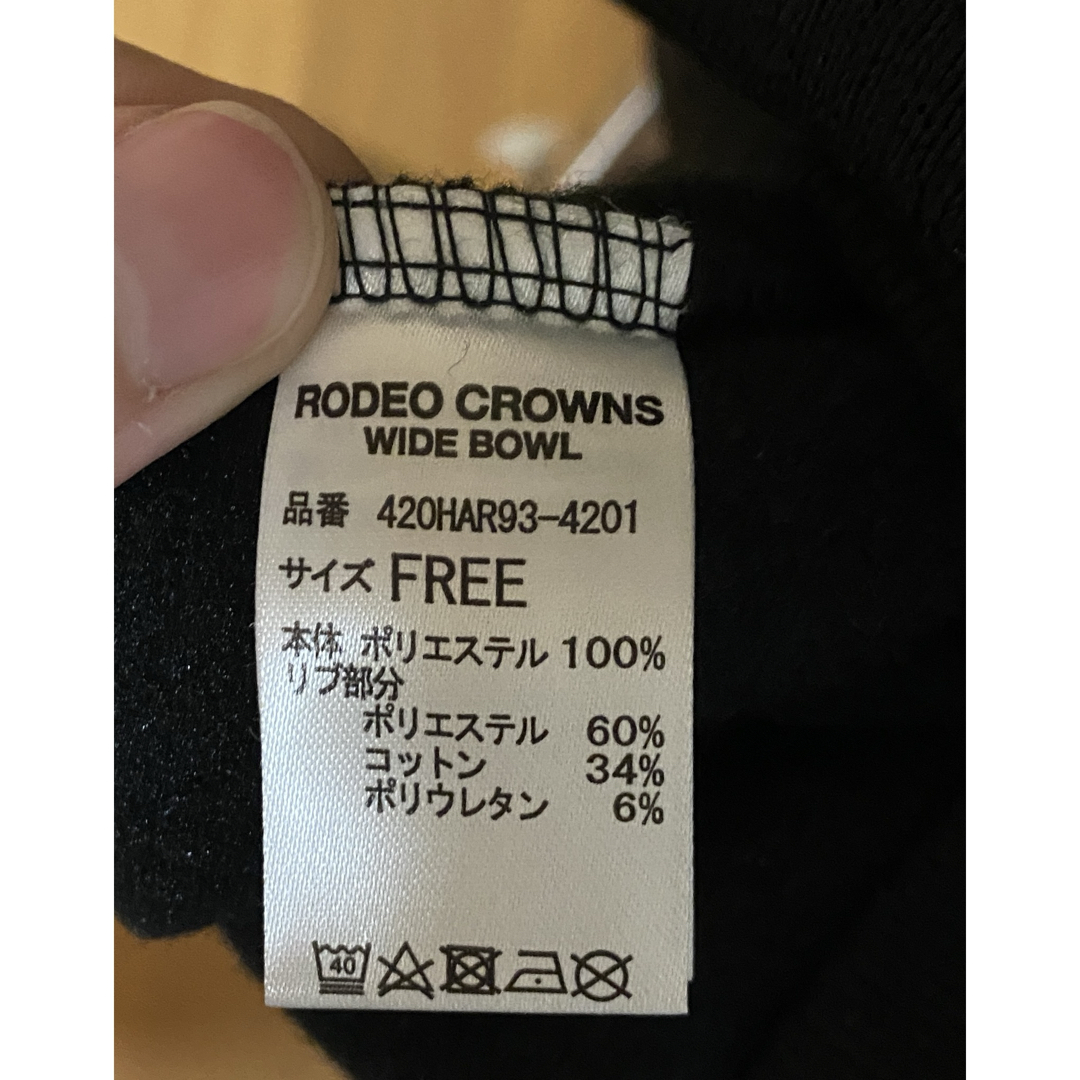 RODEO CROWNS
WIDE BOWL
品番 420HAR93-4201
サイズ FREE
本体 ポリエステル 100%
リブ部分
ポリエステル 60%
コットン 34%
ポリウレタン 6%
40